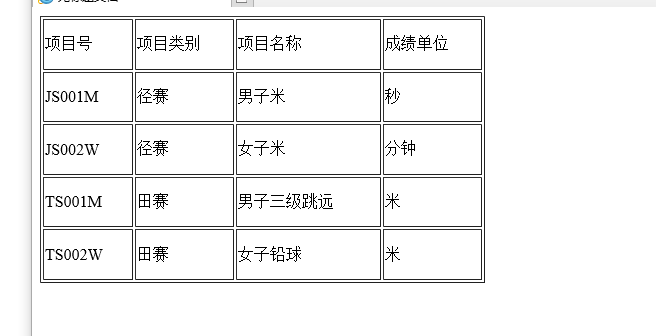 项目号 项目类别 项目名称 成绩单位
JS001M 径赛 男子米 秒
JS002W 径赛 女子米 分钟
TS001M 田赛 男子三级跳远 米
TS002W 田赛 女子铅球 米